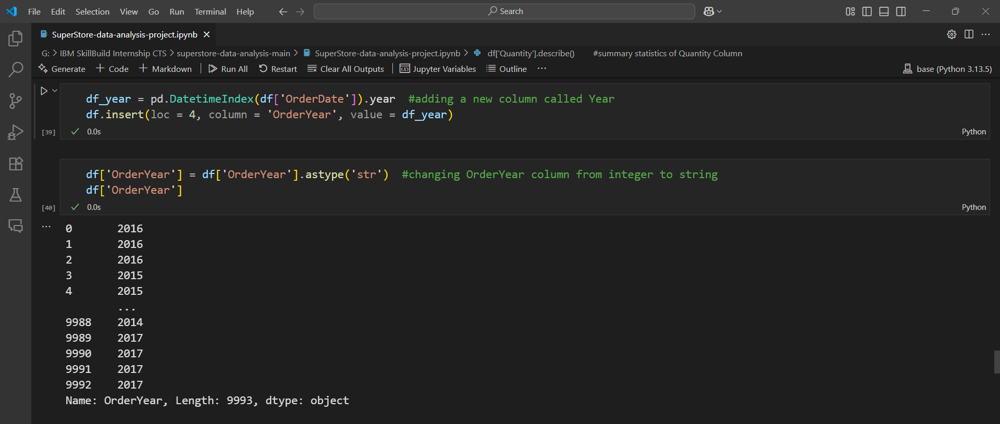 File Edit Selection View Go Run Terminal Help Search
SuperStore-data-analysis-project.ipynb
G: > IBM SkillBuild Internship CTS > superstore-data-analysis-main > SuperStore-data-analysis-project.ipynb > df['Quantity'].describe() #summary statistics of Quantity Column
Generate + Code + Markdown Run All Restart Clear All Outputs Jupyter Variables Outline ... base (Python 3.13.5)
df_year = pd.DatetimeIndex(df['OrderDate']).year #adding a new column called Year
df.insert(loc = 4, column = 'OrderYear', value = df_year)
[39] 0.0s Python
df['OrderYear'] = df['OrderYear'].astype('str') #changing OrderYear column from integer to string
df['OrderYear']
[40] 0.0s Python
... 0 2016
1 2016
2 2016
3 2015
4 2015
...
9988 2014
9989 2017
9990 2017
9991 2017
9992 2017
Name: OrderYear, Length: 9993, dtype: object